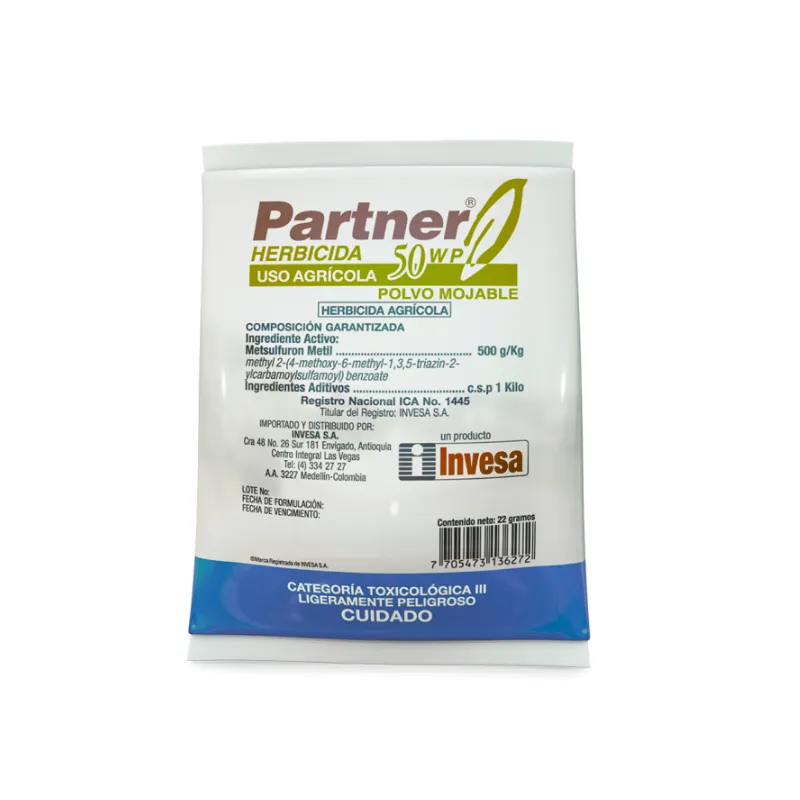 Partner®
HERBICIDA 50 WP
USO AGRÍCOLA
POLVO MOJABLE
HERBICIDA AGRÍCOLA
COMPOSICIÓN GARANTIZADA
Ingrediente Activo:
Metsulfuron Metil ........................................ 500 g/Kg
methyl 2-(4-methoxy-6-methyl-1,3,5-triazin-2-
ylcarbamoylsulfamoyl) benzoate
Ingredientes Aditivos .................................. c.s.p 1 Kilo
Registro Nacional ICA No. 1445
Titular del Registro: INVESA S.A.
IMPORTADO Y DISTRIBUIDO POR:
INVESA S.A.
Cra 48 No. 26 Sur 181 Envigado, Antioquia
Centro Integral Las Vegas
Tel: (4) 334 27 27
A.A. 3227 Medellín-Colombia
un producto
i Invesa
LOTE No:
FECHA DE FORMULACIÓN:
FECHA DE VENCIMIENTO:
Contenido neto: 22 gramos
7 705473 136272
®Marca Registrada de INVESA S.A.
CATEGORÍA TOXICOLÓGICA III
LIGERAMENTE PELIGROSO
CUIDADO